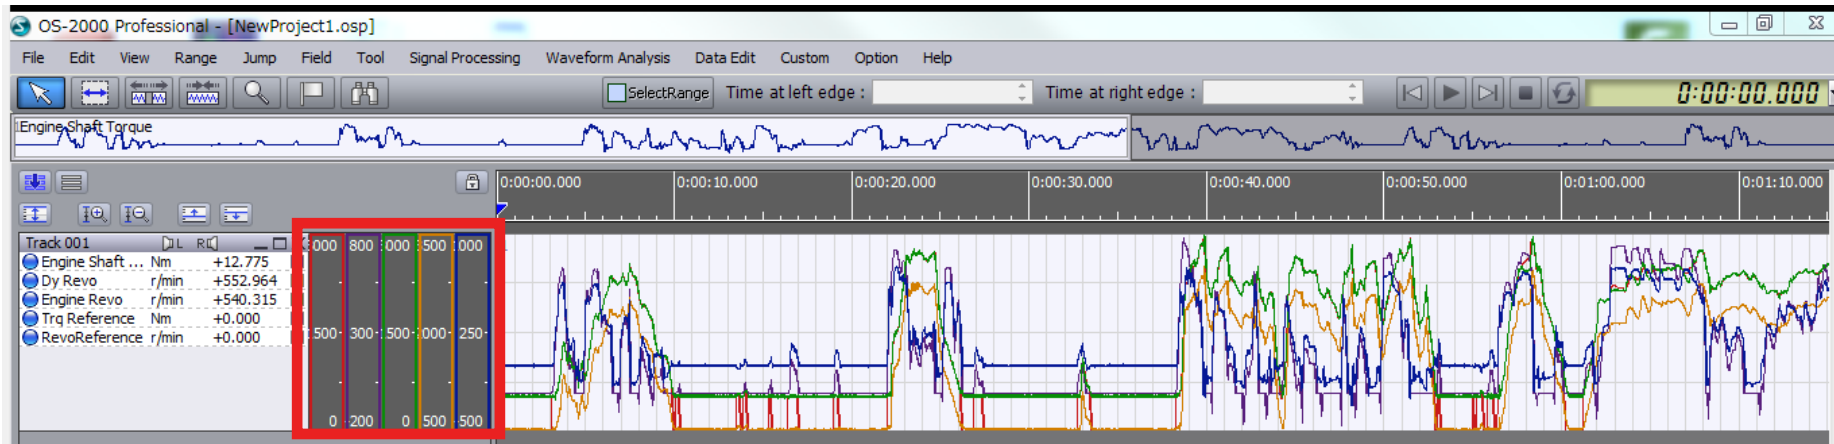 OS-2000 Professional - [NewProject1.osp]
File Edit View Range Jump Field Tool Signal Processing Waveform Analysis Data Edit Custom Option Help
SelectRange Time at left edge : Time at right edge : 0:00:00.000
1Engine Shaft Torque
0:00:00.000 0:00:10.000 0:00:20.000 0:00:30.000 0:00:40.000 0:00:50.000 0:01:00.000 0:01:10.000
Track 001 L R 000 800 000 500 000
Engine Shaft ... Nm +12.775
Dy Revo r/min +552.964
Engine Revo r/min +540.315
Trq Reference Nm +0.000
RevoReference r/min +0.000 500 300 500 000 250
0 200 0 500 500